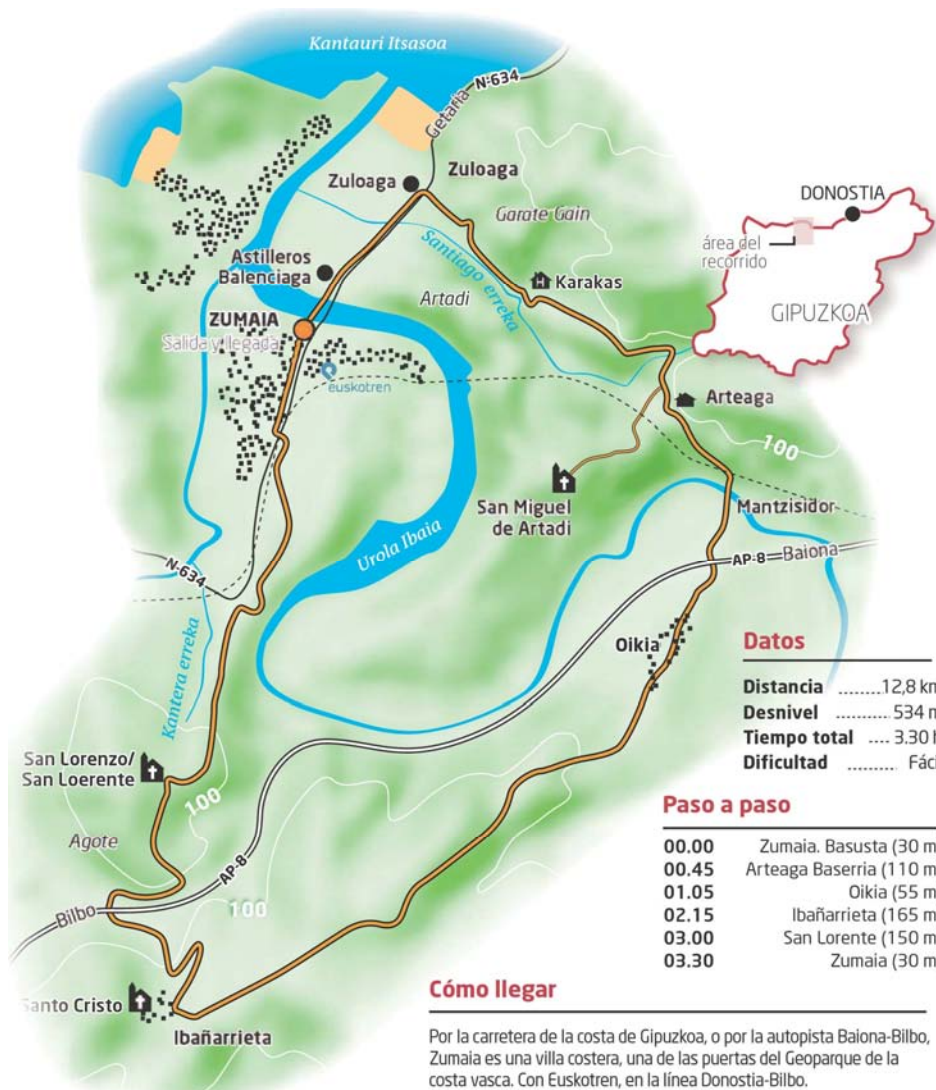 Kantauri Itsasoa
N-634
Getaria
Zuloaga
Zuloaga
Garate Gain
DONOSTIA
área del
recorrido
GIPUZKOA
Santiago erreka
Astilleros
Balenciaga
Artadi
H
Karakas
ZUMAIA
Salida y llegada
euskotren
Arteaga
100
San Miguel
de Artadi
Mantzisidor
Urola Ibaia
AP-8
Baiona
N-634
Kantera erreka
Oikia
San Lorenzo/
San Loerente
100
Agote
AP-8
100
Bilbo
Santo Cristo
Ibañarrieta
Datos
Distancia ........12,8 km
Desnivel ........ 534 m
Tiempo total .... 3.30 h
Dificultad ........ Fáci
Paso a paso
00.00 Zumaia. Basusta (30 m
00.45 Arteaga Baserria (110 m
01.05 Oikia (55 m
02.15 Ibañarrieta (165 m
03.00 San Lorente (150 m
03.30 Zumaia (30 m
Cómo llegar
Por la carretera de la costa de Gipuzkoa, o por la autopista Baiona-Bilbo,
Zumaia es una villa costera, una de las puertas del Geoparque de la
costa vasca. Con Euskotren, en la línea Donostia-Bilbo.